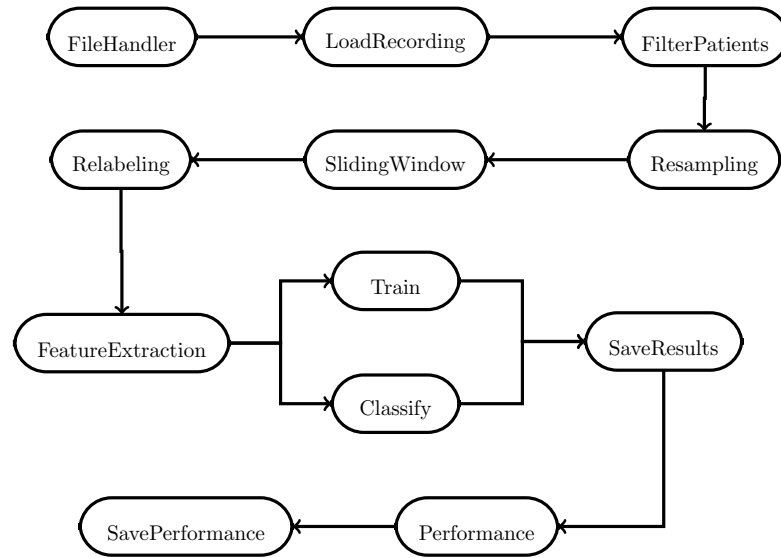 FileHandler
LoadRecording
FilterPatients
Relabeling
SlidingWindow
Resampling
Train
FeatureExtraction
SaveResults
Classify
SavePerformance
Performance